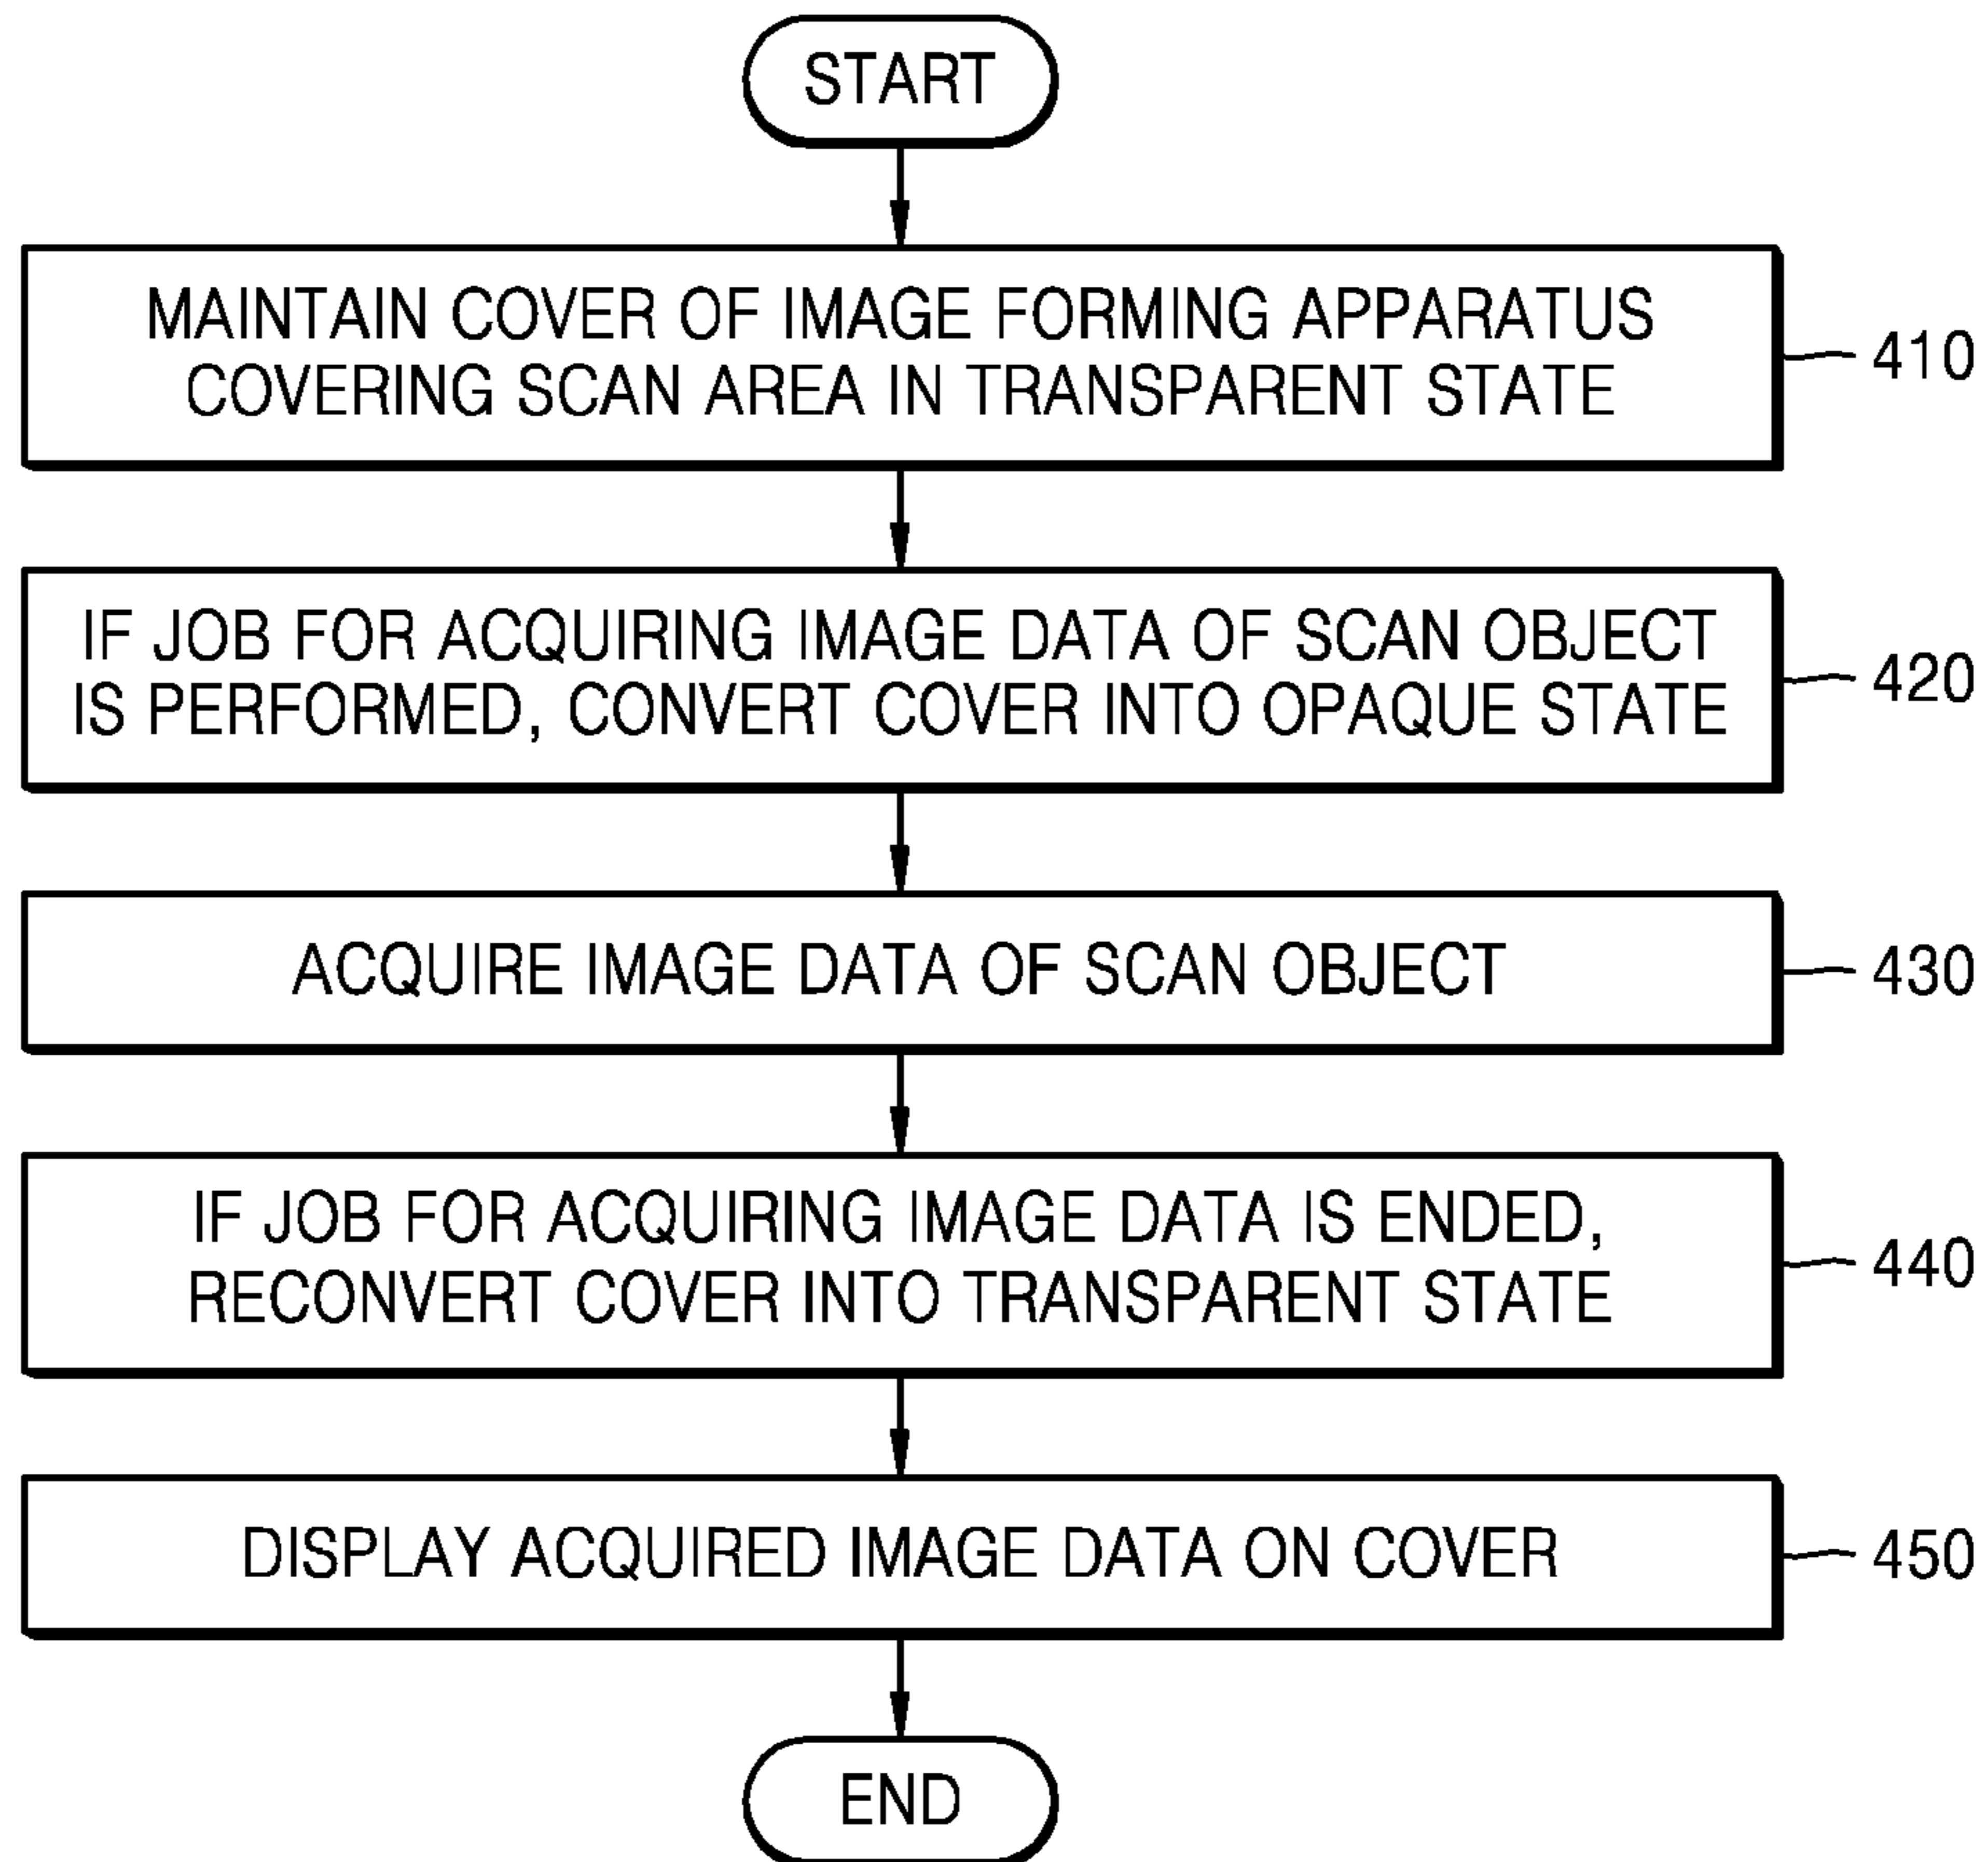 START
MAINTAIN COVER OF IMAGE FORMING APPARATUS
COVERING SCAN AREA IN TRANSPARENT STATE
410
IF JOB FOR ACQUIRING IMAGE DATA OF SCAN OBJECT
IS PERFORMED, CONVERT COVER INTO OPAQUE STATE
420
ACQUIRE IMAGE DATA OF SCAN OBJECT
430
IF JOB FOR ACQUIRING IMAGE DATA IS ENDED,
RECONVERT COVER INTO TRANSPARENT STATE
440
DISPLAY ACQUIRED IMAGE DATA ON COVER
450
END